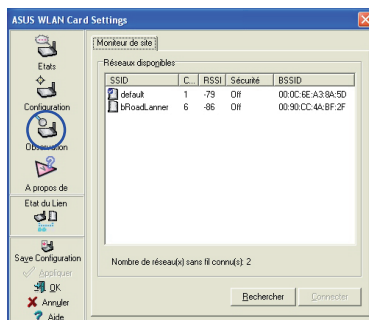 ASUS WLAN Card Settings
Etats
Configuration
Observation
A propos de
Etat du Lien
Save Configuration
Appliquer
OK
Annuler
Aide
Moniteur de site
Réseaux disponibles
SSID C... RSSI Sécurité BSSID
default 1 -79 Off 00:0C:6E:A3:8A:5D
bRoadLanner 6 -86 Off 00:90:CC:4A:BF:2F
Nombre de réseau(x) sans fil connu(s): 2
Rechercher
Connecter